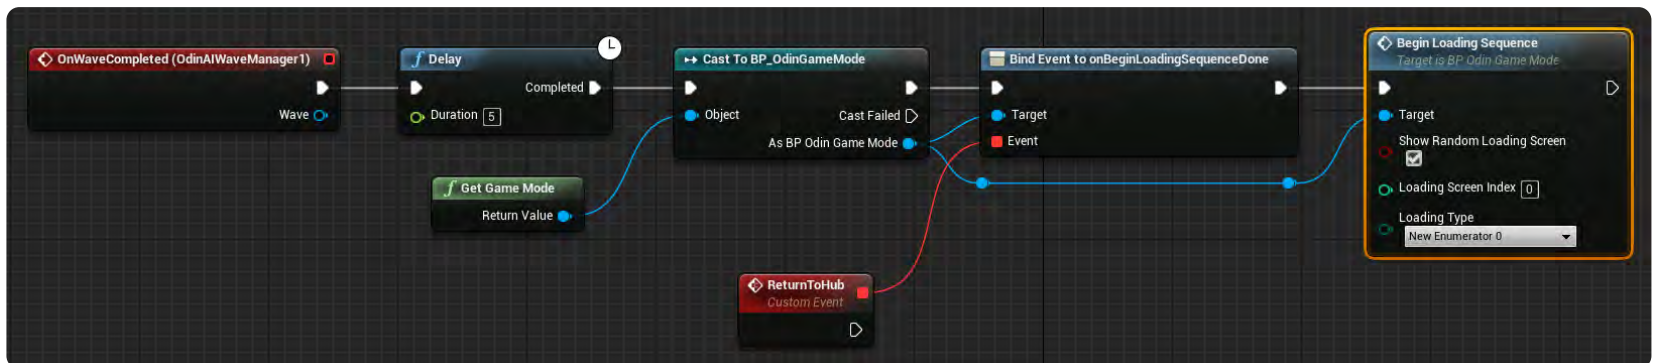 OnWaveCompleted (OdinAIWaveManager1)
Wave
Delay
Completed
Duration 5
Get Game Mode
Return Value
Cast To BP_OdinGameMode
Object
Cast Failed
As BP Odin Game Mode
ReturnToHub
Custom Event
Bind Event to onBeginLoadingSequenceDone
Target
Event
Begin Loading Sequence
Target is BP Odin Game Mode
Target
Show Random Loading Screen
Loading Screen Index 0
Loading Type
New Enumerator 0